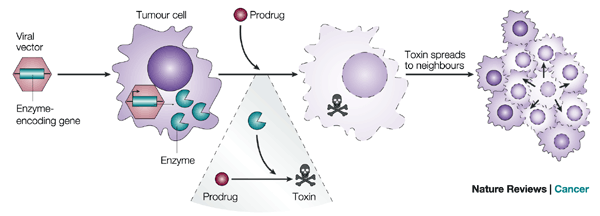 Viral
vector
Enzyme-
encoding gene
Tumour cell
Enzyme
Prodrug
Prodrug
Toxin
Toxin spreads
to neighbours
Nature Reviews | Cancer